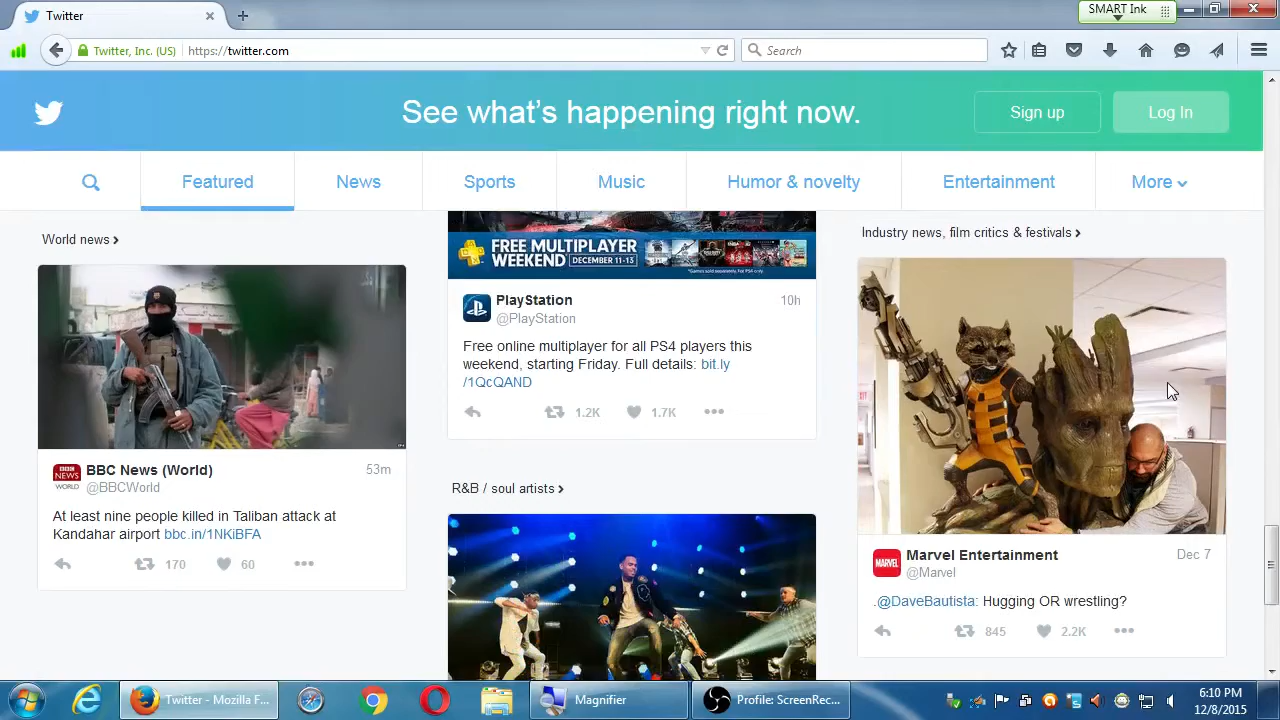 Twitter
SMART Ink
Twitter, Inc. (US)
https://twitter.com
Search
See what's happening right now.
Sign up
Log In
Featured
News
Sports
Music
Humor & novelty
Entertainment
More
World news
BBC News (World)
53m
@BBCWorld
At least nine people killed in Taliban attack at
Kandahar airport bbc.in/1NKiBFA
170
60
FREE MULTIPLAYER
WEEKEND DECEMBER 11-13
PlayStation
10h
@PlayStation
Free online multiplayer for all PS4 players this
weekend, starting Friday. Full details: bit.ly
/1QcQAND
1.2K
1.7K
R&B / soul artists
Industry news, film critics & festivals
MARVEL
Marvel Entertainment
Dec 7
@Marvel
.@DaveBautista: Hugging OR wrestling?
845
2.2K
Twitter - Mozilla F...
Magnifier
Profile: ScreenRec...
6:10 PM
12/8/2015